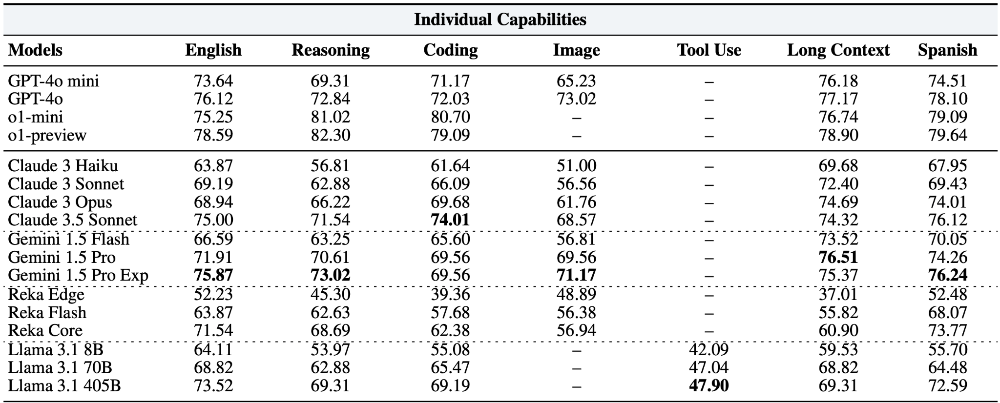 Individual Capabilities
Models English Reasoning Coding Image Tool Use Long Context Spanish
GPT-4o mini 73.64 69.31 71.17 65.23 – 76.18 74.51
GPT-4o 76.12 72.84 72.03 73.02 – 77.17 78.10
o1-mini 75.25 81.02 80.70 – – 76.74 79.09
o1-preview 78.59 82.30 79.09 – – 78.90 79.64
Claude 3 Haiku 63.87 56.81 61.64 51.00 – 69.68 67.95
Claude 3 Sonnet 69.19 62.88 66.09 56.56 – 72.40 69.43
Claude 3 Opus 68.94 66.22 69.68 61.76 – 74.69 74.01
Claude 3.5 Sonnet 75.00 71.54 74.01 68.57 – 74.32 76.12
Gemini 1.5 Flash 66.59 63.25 65.60 56.81 – 73.52 70.05
Gemini 1.5 Pro 71.91 70.61 69.56 69.56 – 76.51 74.26
Gemini 1.5 Pro Exp 75.87 73.02 69.56 71.17 – 75.37 76.24
Reka Edge 52.23 45.30 39.36 48.89 – 37.01 52.48
Reka Flash 63.87 62.63 57.68 56.38 – 55.82 68.07
Reka Core 71.54 68.69 62.38 56.94 – 60.90 73.77
Llama 3.1 8B 64.11 53.97 55.08 – 42.09 59.53 55.70
Llama 3.1 70B 68.82 62.88 65.47 – 47.04 68.82 64.48
Llama 3.1 405B 73.52 69.31 69.19 – 47.90 69.31 72.59